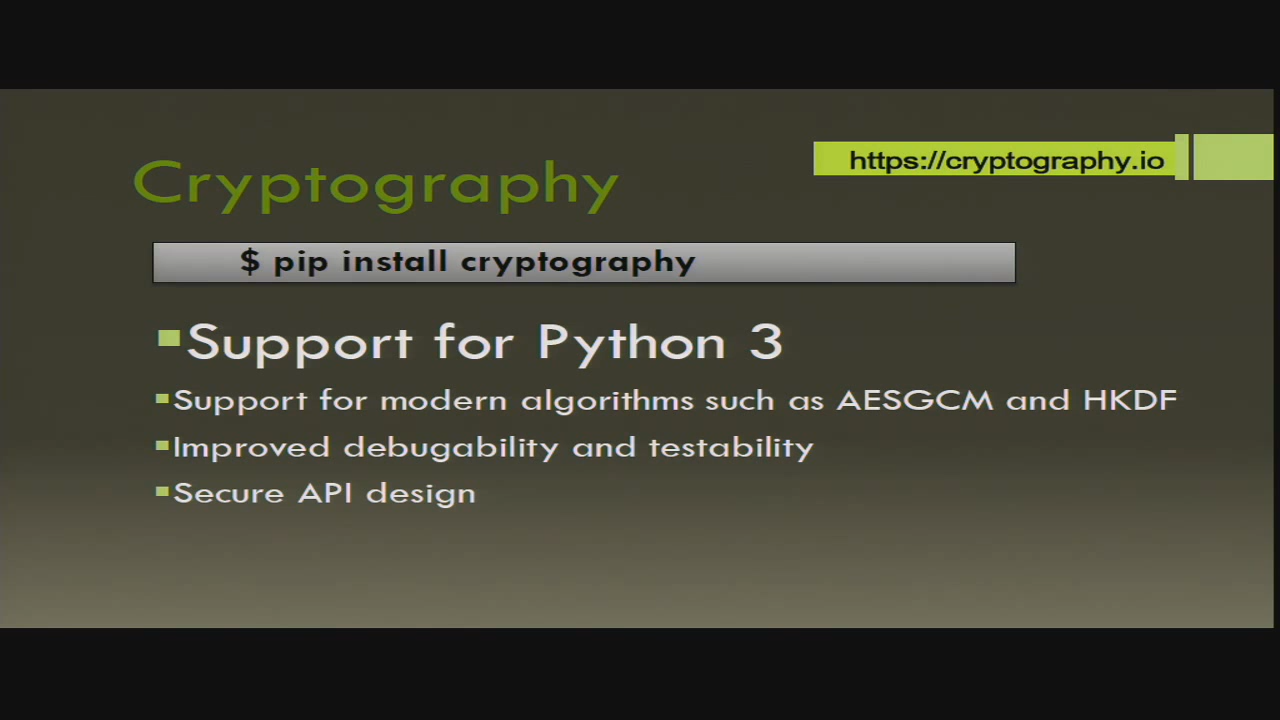 https://cryptography.io
Cryptography
$ pip install cryptography
Support for Python 3
Support for modern algorithms such as AESGCM and HKDF
Improved debugability and testability
Secure API design